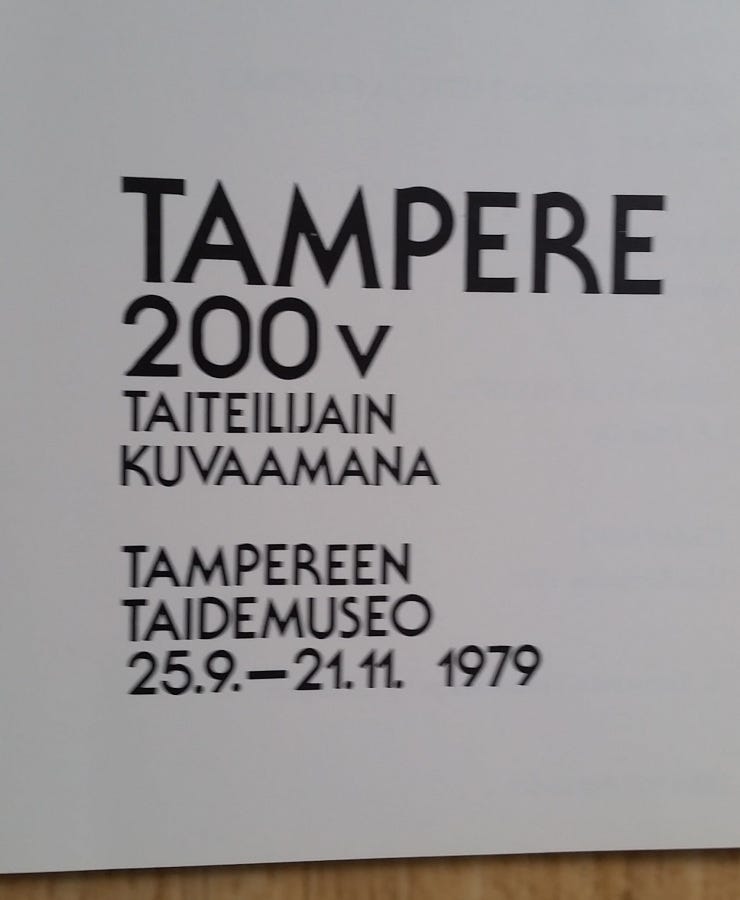 TAMPERE
200 v
TAITEILIJAIN
KUVAAMANA
TAMPEREEN
TAIDEMUSEO
25.9.—21.11. 1979